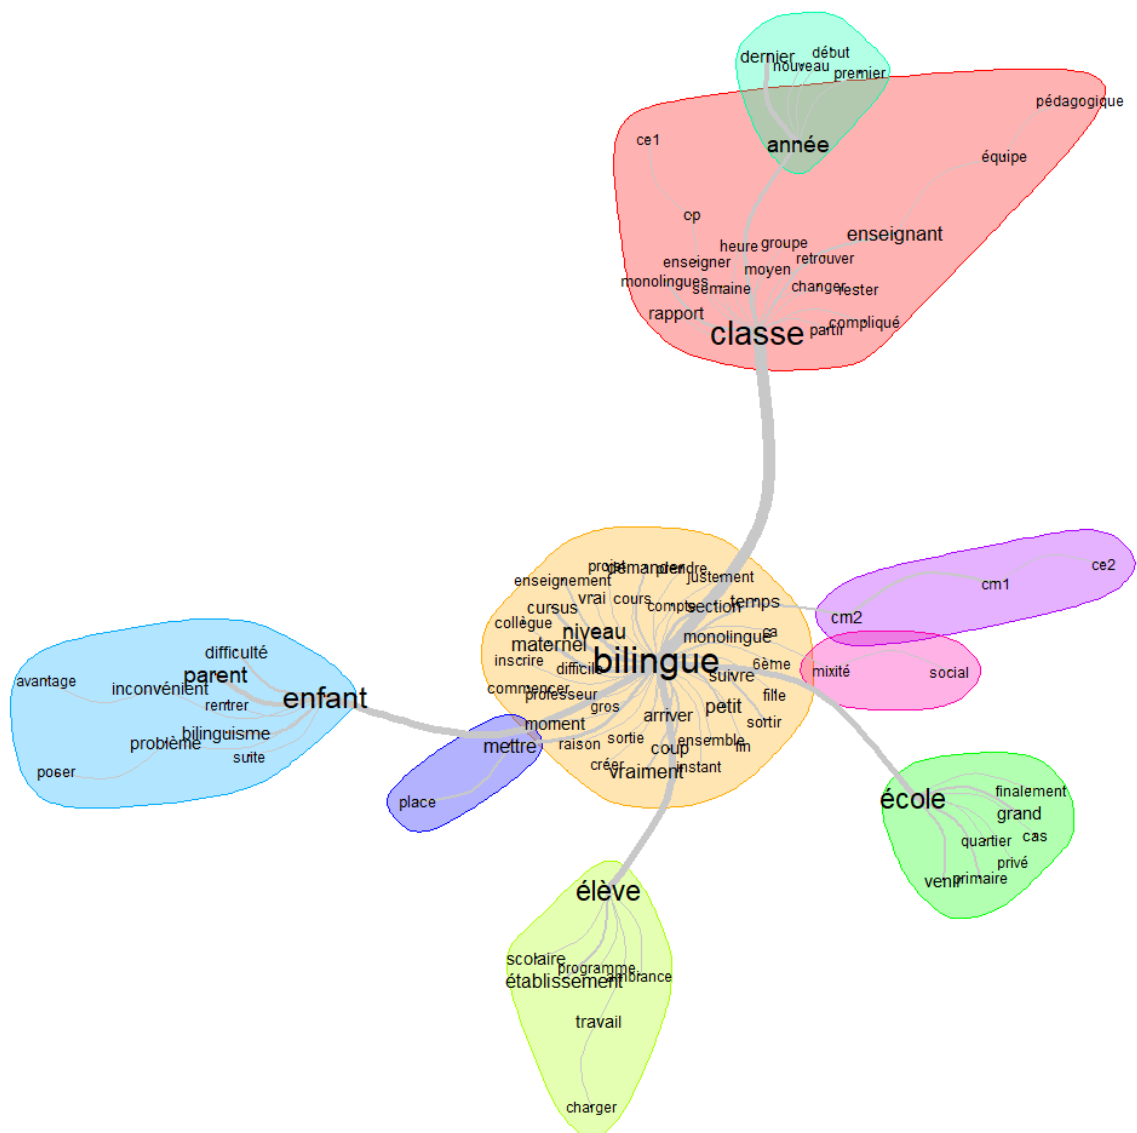 début
dernier
nouveau
premier
pédagogique
ce1
année
équipe
cp
enseignant
heure
groupe
enseigner
moyen
retrouver
monolingues
semaine
changer
rester
rapport
classe
partir
compliqué
projet
demander
prendre
justement
enseignement
vrai
cours
compte
section
temps
cursus
collègue
niveau
monolingue
ça
maternel
inscrire
difficile
bilingue
suivre
6ème
commencer
professeur
gros
petit
fille
moment
arriver
sortir
mettre
raison
sortie
coup
ensemble
fin
créer
vraiment
instant
place
ce2
cm1
cm2
mixité
social
difficulté
avantage
inconvénient
parent
enfant
rentrer
problème
bilinguisme
suite
poser
école
finalement
grand
cas
quartier
privé
venir
primaire
élève
scolaire
programme
établissement
ambiance
travail
charger